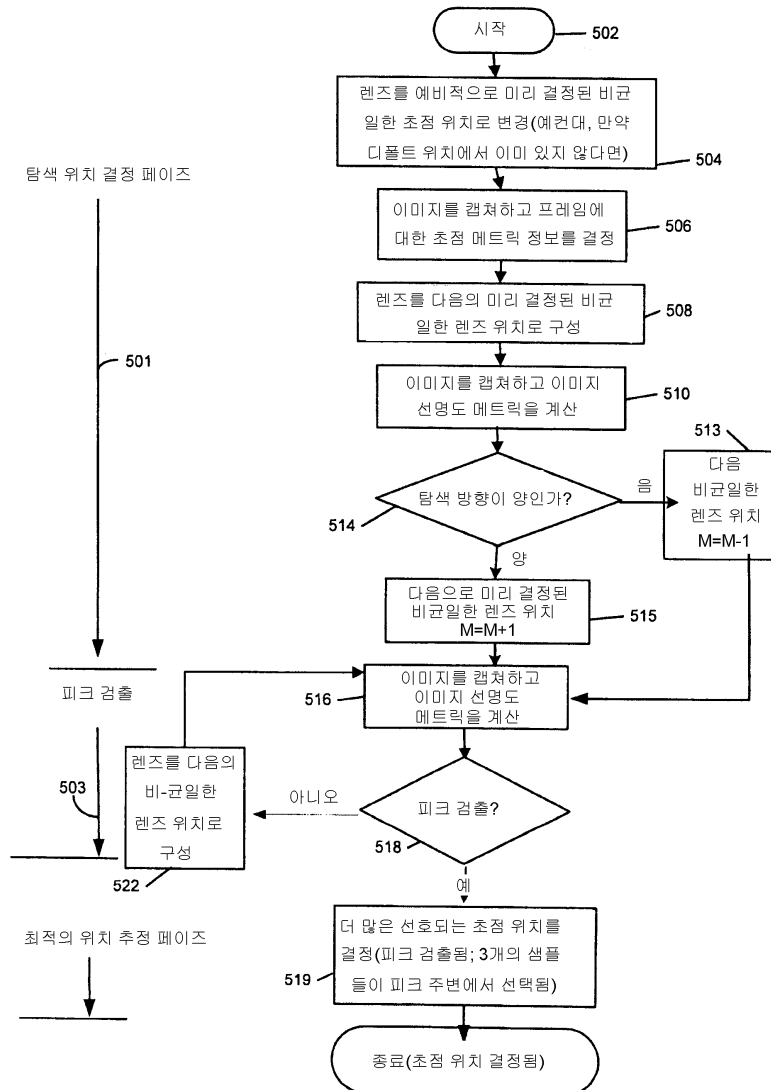 시작
502
렌즈를 예비적으로 미리 결정된 비균
일한 초점 위치로 변경(예컨대, 만약
디폴트 위치에서 이미 있지 않다면)
504
탐색 위치 결정 페이즈
이미지를 캡쳐하고 프레임에
대한 초점 메트릭 정보를 결정
506
렌즈를 다음의 미리 결정된 비균
일한 렌즈 위치로 구성
508
501
이미지를 캡쳐하고 이미지
선명도 메트릭을 계산
510
513
다음
비균일한
렌즈 위치
M=M-1
탐색 방향이 양인가?
음
514
양
다음으로 미리 결정된
비균일한 렌즈 위치
M=M+1
515
피크 검출
이미지를 캡쳐하고
이미지 선명도
메트릭을 계산
516
503
렌즈를 다음의
비-균일한
렌즈 위치로
구성
522
아니오
피크 검출?
518
예
최적의 위치 추정 페이즈
더 많은 선호되는 초점 위치를
결정(피크 검출됨; 3개의 샘플
들이 피크 주변에서 선택됨)
519
종료(초점 위치 결정됨)